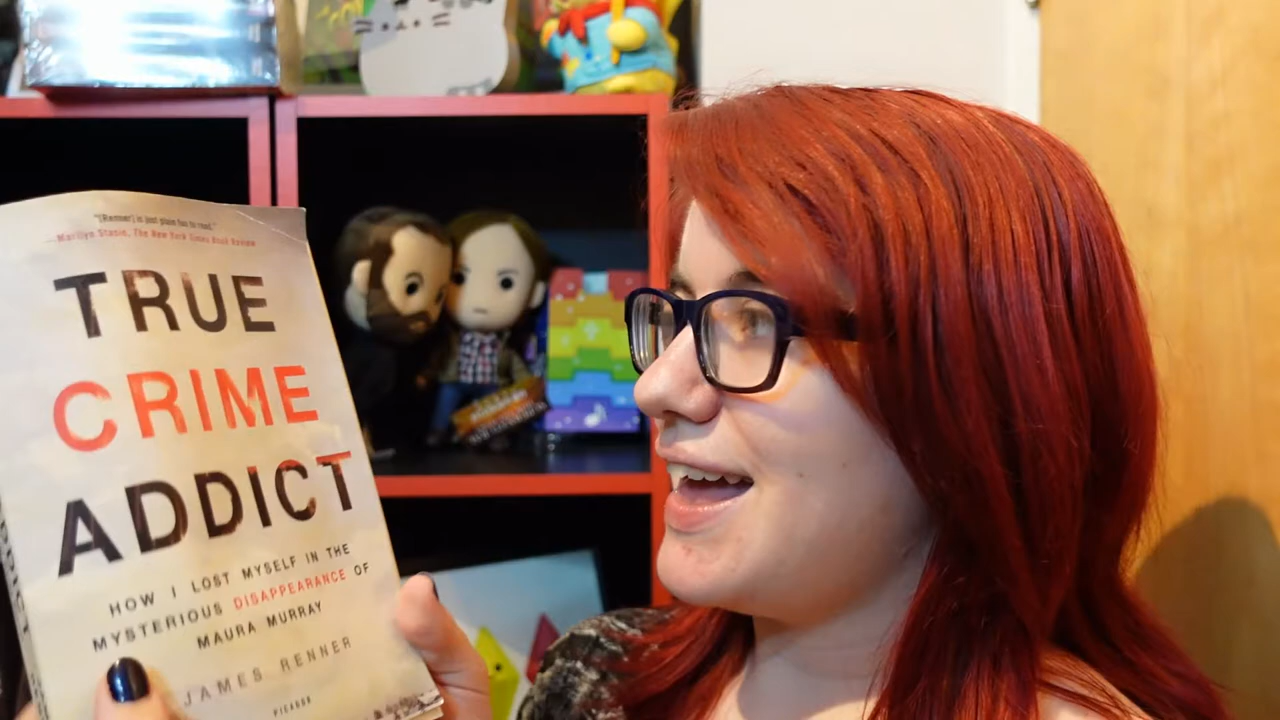 "[Renner] is just plain fun to read."
—Marilyn Stasio, The New York Times Book Review
TRUE
CRIME
ADDICT
HOW I LOST MYSELF IN THE
MYSTERIOUS DISAPPEARANCE OF
MAURA MURRAY
JAMES RENNER
PICADOR